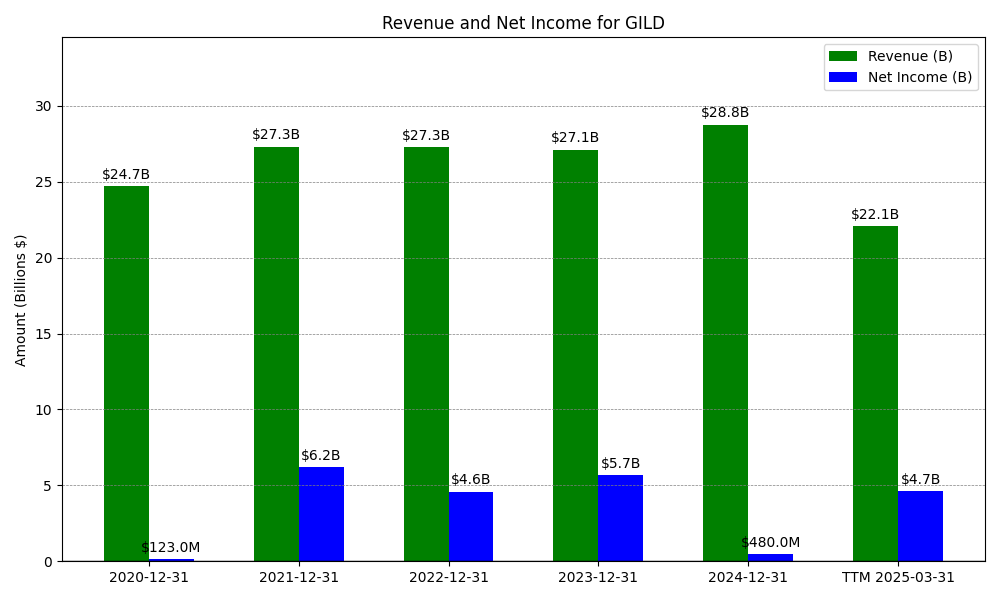 Revenue and Net Income for GILD
Revenue (B)
Net Income (B)
Amount (Billions $)
30
25
20
15
10
5
0
$24.7B
$123.0M
$27.3B
$6.2B
$27.3B
$4.6B
$27.1B
$5.7B
$28.8B
$480.0M
$22.1B
$4.7B
2020-12-31
2021-12-31
2022-12-31
2023-12-31
2024-12-31
TTM 2025-03-31